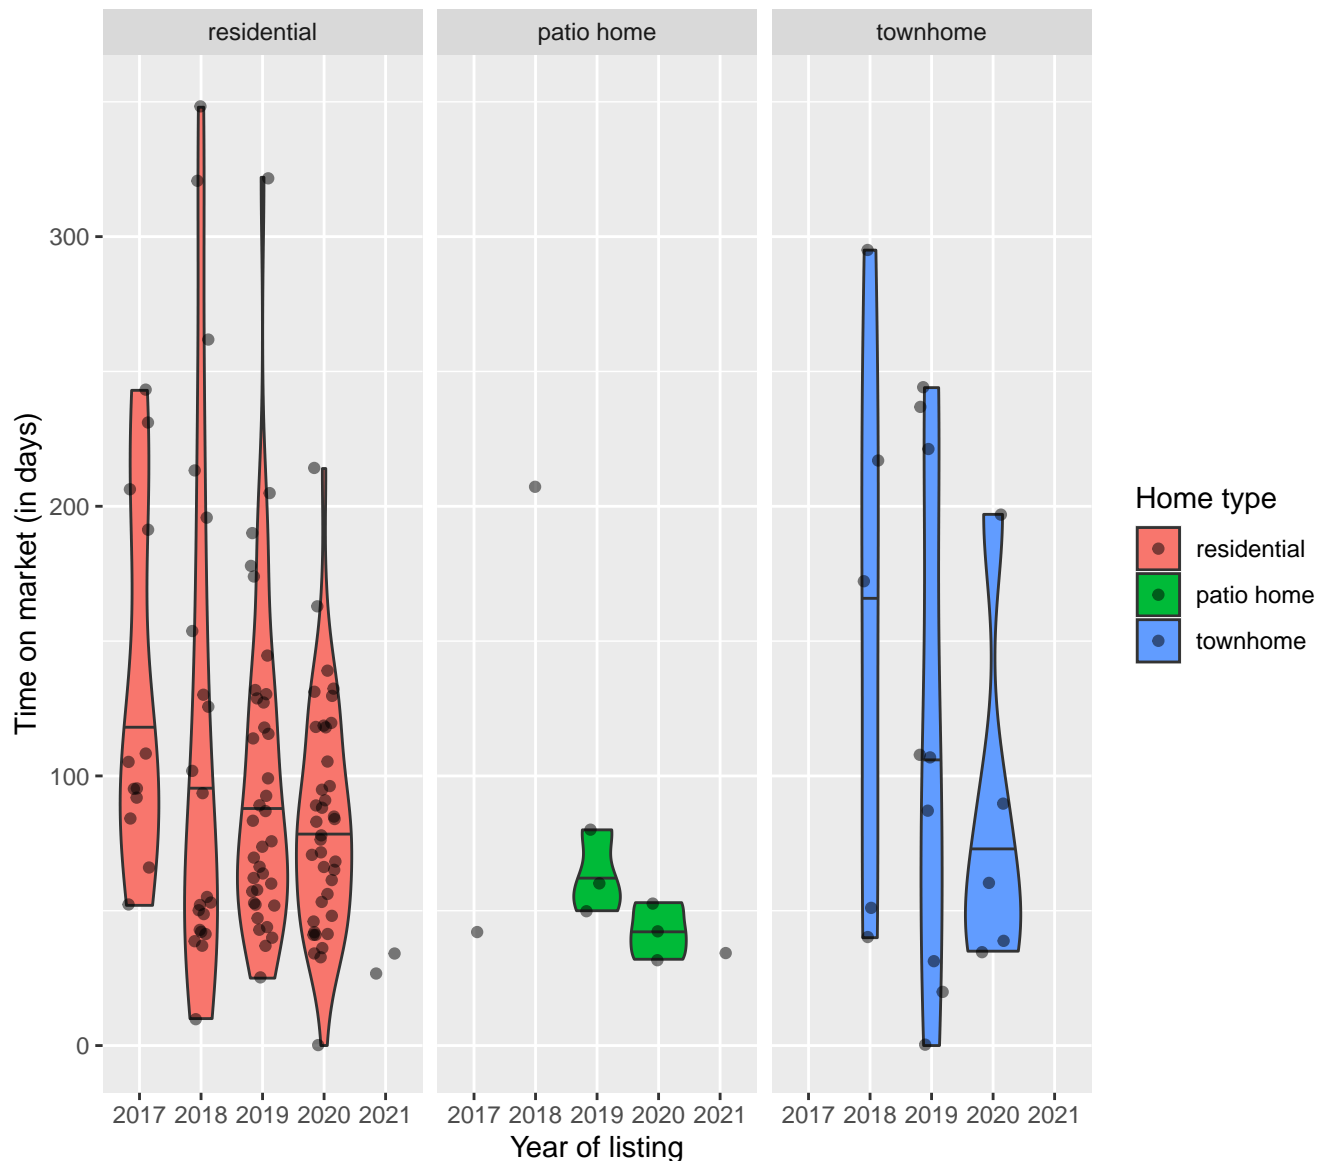 residential patio home townhome
300
200
100
0
Time on market (in days)
2017 2018 2019 2020 2021 2017 2018 2019 2020 2021 2017 2018 2019 2020 2021
Year of listing
Home type
residential
patio home
townhome